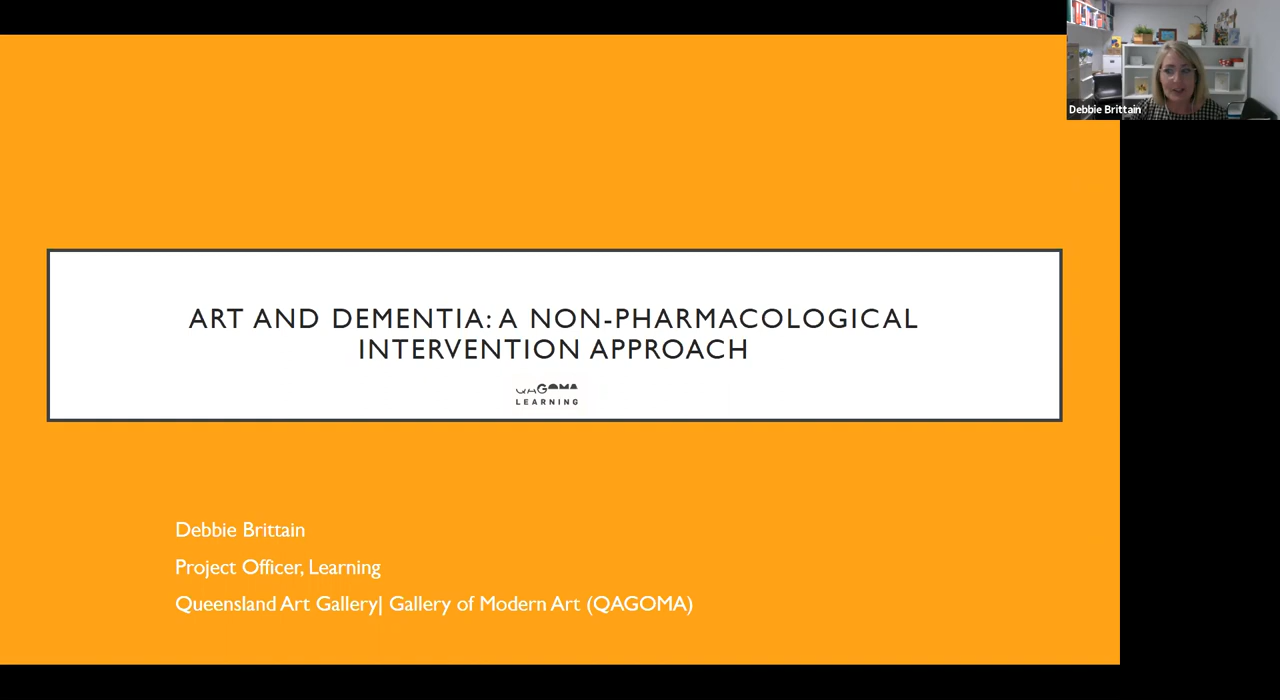 Debbie Brittain
ART AND DEMENTIA: A NON-PHARMACOLOGICAL
INTERVENTION APPROACH
QAGOMA
LEARNING
Debbie Brittain
Project Officer, Learning
Queensland Art Gallery| Gallery of Modern Art (QAGOMA)